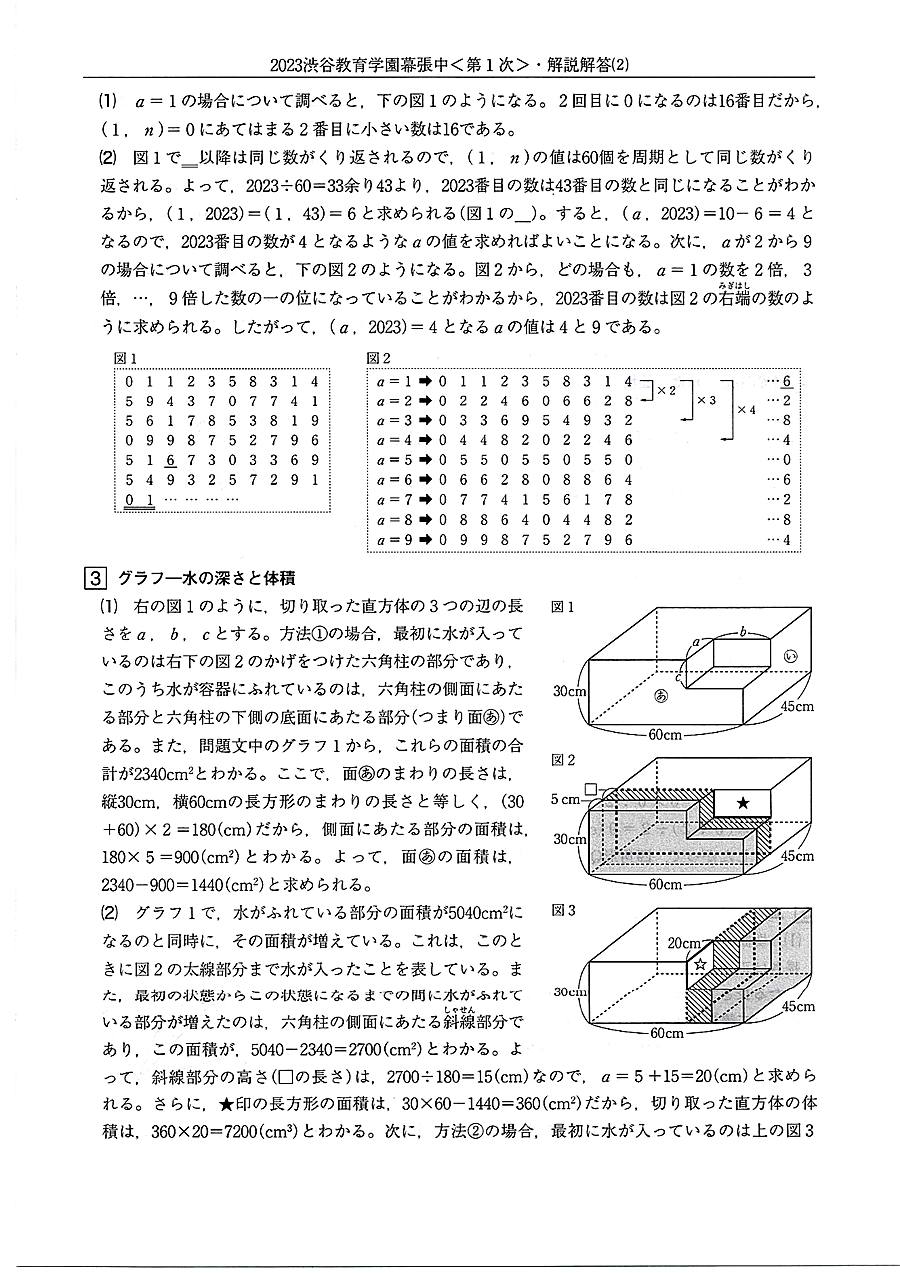 2023渋谷教育学園幕張中＜第1次＞・解説解答(2)
(1) a＝1の場合について調べると，下の図1のようになる。2回目に0になるのは16番目だから，
(1, n)＝0にあてはまる2番目に小さい数は16である。
(2) 図1で＿以降は同じ数がくり返されるので，(1, n)の値は60個を周期として同じ数がくり
返される。よって，2023÷60＝33余り43より，2023番目の数は43番目の数と同じになることがわか
るから，(1, 2023)＝(1, 43)＝6と求められる(図1の＿)。すると，(a, 2023)＝10－6＝4と
なるので，2023番目の数が4となるようなaの値を求めればよいことになる。次に，aが2から9
の場合について調べると，下の図2のようになる。図2から，どの場合も，a＝1の数を2倍，3
みぎはし
倍，…，9倍した数の一の位になっていることがわかるから，2023番目の数は図2の右端の数のよ
うに求められる。したがって，(a, 2023)＝4となるaの値は4と9である。
図1
0 1 1 2 3 5 8 3 1 4
5 9 4 3 7 0 7 7 4 1
5 6 1 7 8 5 3 8 1 9
0 9 9 8 7 5 2 7 9 6
5 1 6 7 3 0 3 3 6 9
5 4 9 3 2 5 7 2 9 1
0 1 … … … …
図2
a＝1➡0 1 1 2 3 5 8 3 1 4 …6
a＝2➡0 2 2 4 6 0 6 6 2 8 …2
a＝3➡0 3 3 6 9 5 4 9 3 2 …8
a＝4➡0 4 4 8 2 0 2 2 4 6 …4
a＝5➡0 5 5 0 5 5 0 5 5 0 …0
a＝6➡0 6 6 2 8 0 8 8 6 4 …6
a＝7➡0 7 7 4 1 5 6 1 7 8 …2
a＝8➡0 8 8 6 4 0 4 4 8 2 …8
a＝9➡0 9 9 8 7 5 2 7 9 6 …4
×2
×3
×4
3 グラフ―水の深さと体積
(1) 右の図1のように，切り取った直方体の3つの辺の長
さをa, b, cとする。方法①の場合，最初に水が入って
いるのは右下の図2のかげをつけた六角柱の部分であり，
このうち水が容器にふれているのは，六角柱の側面にあた
る部分と六角柱の下側の底面にあたる部分(つまり面㋐)で
ある。また，問題文中のグラフ1から，これらの面積の合
計が2340cm²とわかる。ここで，面㋐のまわりの長さは，
縦30cm，横60cmの長方形のまわりの長さと等しく，(30
＋60)×2＝180(cm)だから，側面にあたる部分の面積は，
180×5＝900(cm²)とわかる。よって，面㋐の面積は，
2340－900＝1440(cm²)と求められる。
(2) グラフ1で，水がふれている部分の面積が5040cm²に
なるのと同時に，その面積が増えている。これは，このと
きに図2の太線部分まで水が入ったことを表している。ま
た，最初の状態からこの状態になるまでの間に水がふれて
しゃせん
いる部分が増えたのは，六角柱の側面にあたる斜線部分で
あり，この面積が，5040－2340＝2700(cm²)とわかる。よ
って，斜線部分の高さ(□の長さ)は，2700÷180＝15(cm)なので，a＝5＋15＝20(cm)と求めら
れる。さらに，★印の長方形の面積は，30×60－1440＝360(cm²)だから，切り取った直方体の体
積は，360×20＝7200(cm³)とわかる。次に，方法②の場合，最初に水が入っているのは上の図3
図1
a
b
c
あ
い
30cm
60cm
45cm
図2
□
5cm
★
30cm
60cm
45cm
図3
20cm
☆
30cm
60cm
45cm